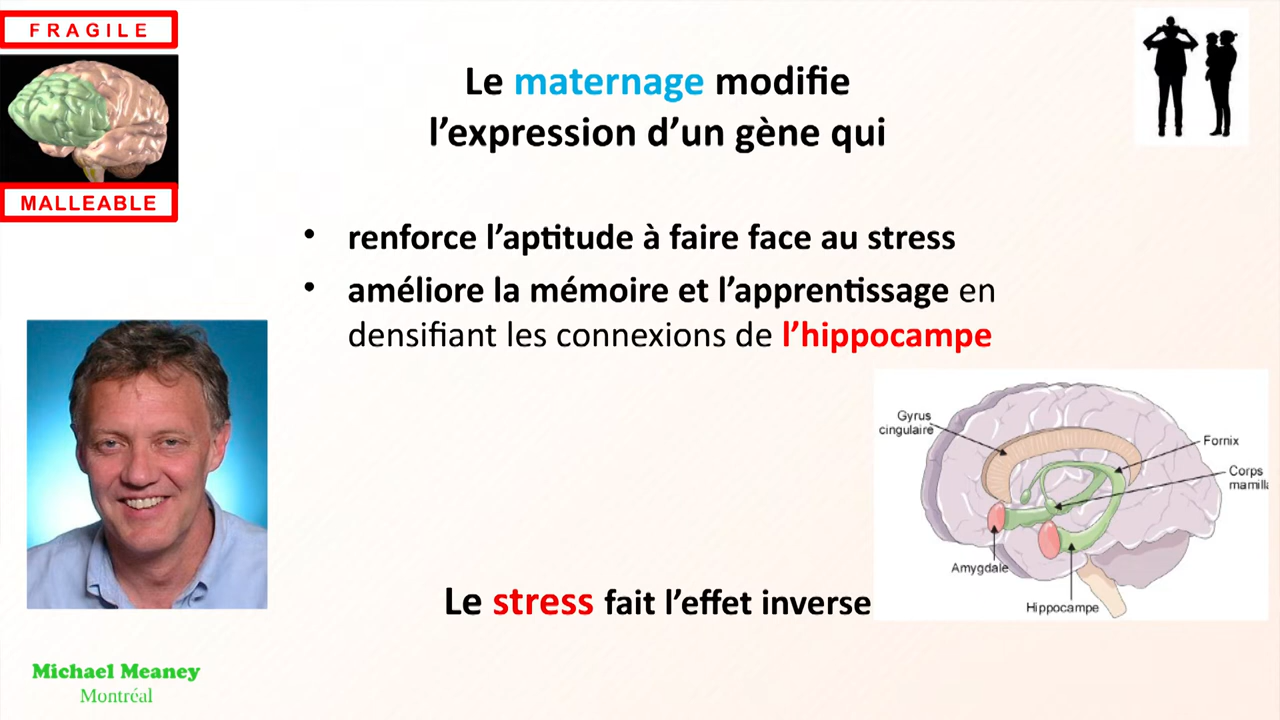 FRAGILE
MALLEABLE
Le maternage modifie
l’expression d’un gène qui
• renforce l’aptitude à faire face au stress
• améliore la mémoire et l’apprentissage en
densifiant les connexions de l’hippocampe
Gyrus
cingulaire
Fornix
Corps
mamill
Amygdale
Hippocampe
Le stress fait l’effet inverse
Michael Meaney
Montréal